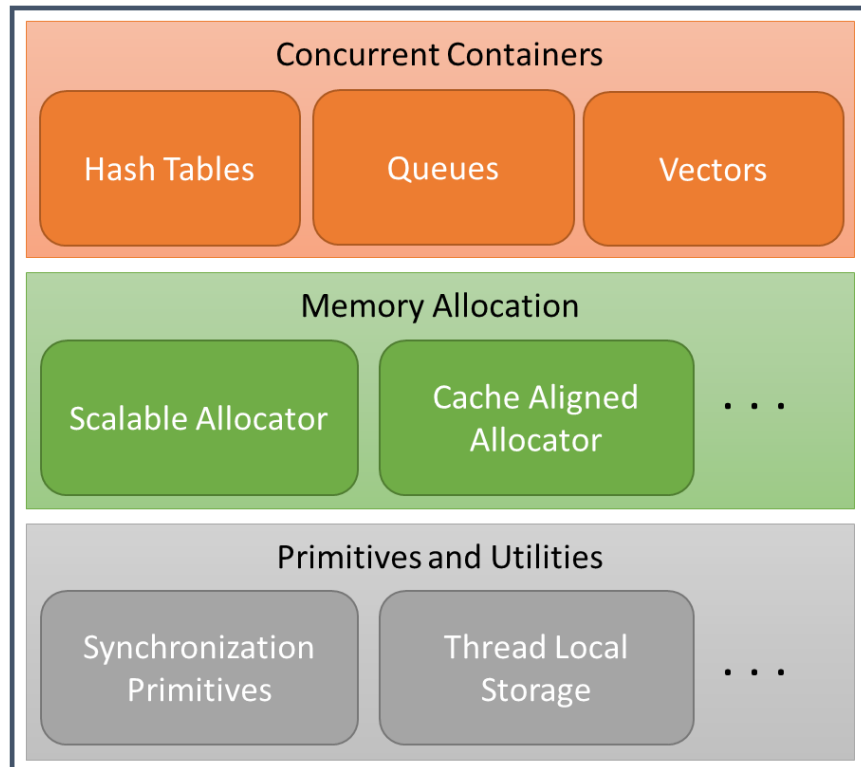 Concurrent Containers
Hash Tables
Queues
Vectors
Memory Allocation
Scalable Allocator
Cache Aligned
Allocator
. . .
Primitives and Utilities
Synchronization
Primitives
Thread Local
Storage
. . .